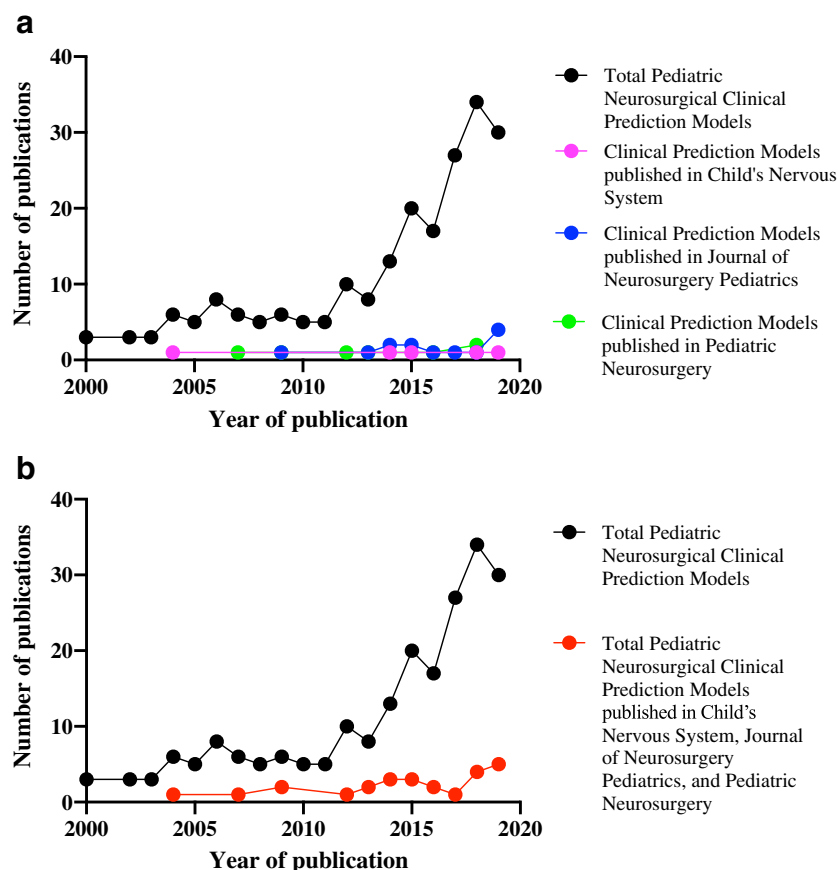 a
40
30
20
10
0
2000 2005 2010 2015 2020
Number of publications
Year of publication
Total Pediatric
Neurosurgical Clinical
Prediction Models
Clinical Prediction Models
published in Child's Nervous
System
Clinical Prediction Models
published in Journal of
Neurosurgery Pediatrics
Clinical Prediction Models
published in Pediatric
Neurosurgery
b
40
30
20
10
0
2000 2005 2010 2015 2020
Number of publications
Year of publication
Total Pediatric
Neurosurgical Clinical
Prediction Models
Total Pediatric
Neurosurgical Clinical
Prediction Models
published in Child’s
Nervous System, Journal
of Neurosurgery
Pediatrics, and Pediatric
Neurosurgery